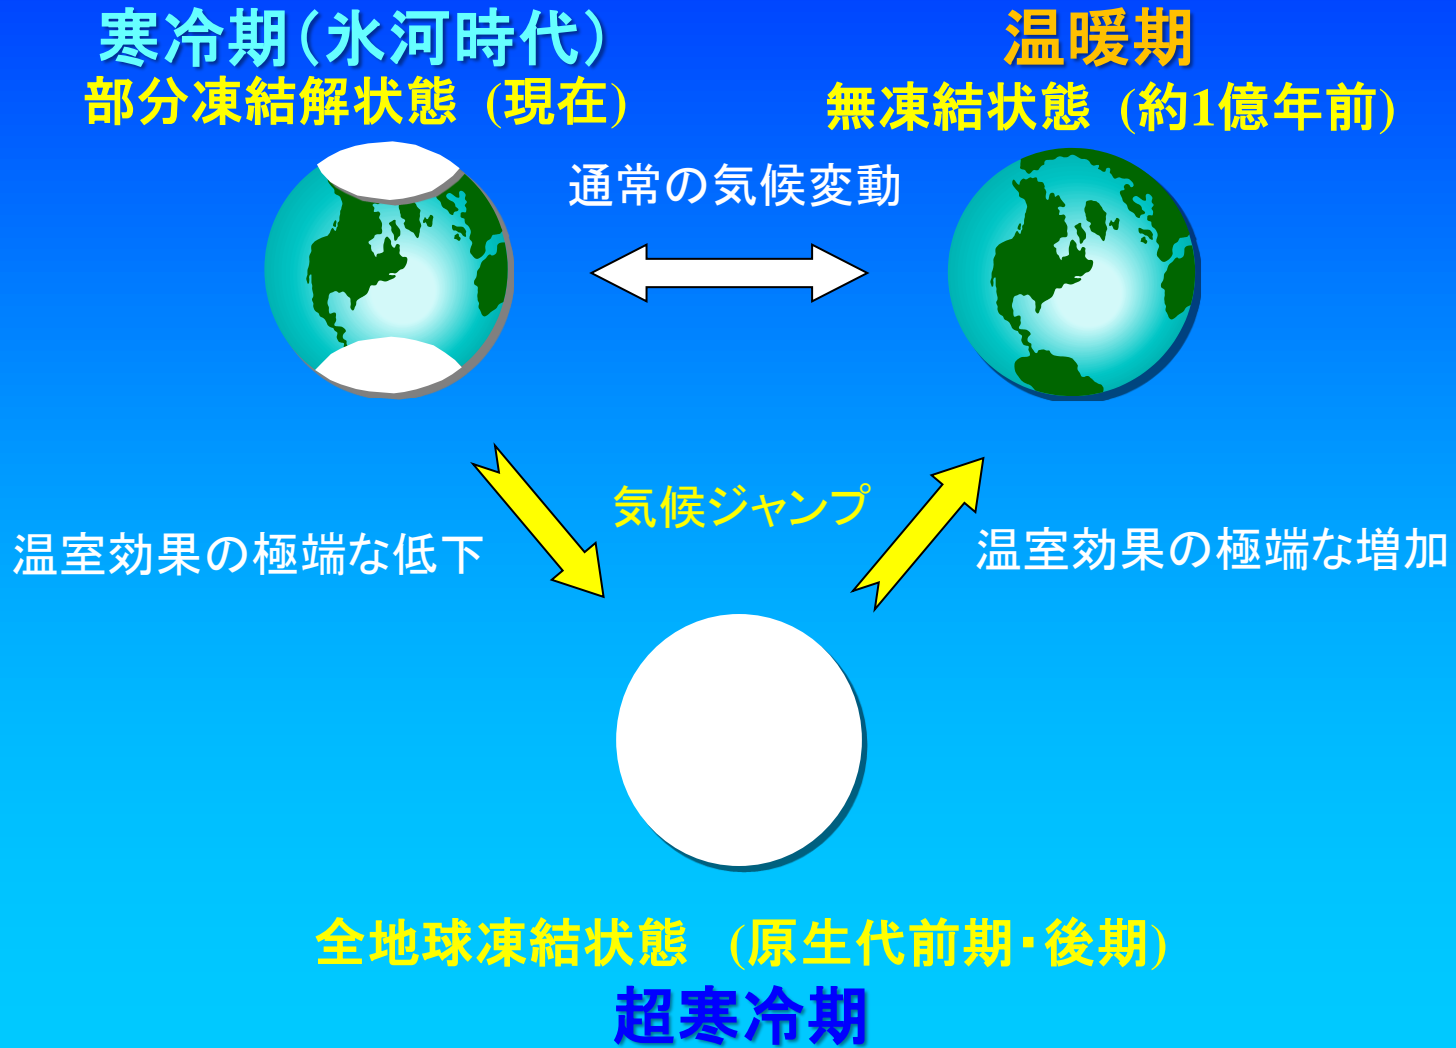 寒冷期(氷河時代)
部分凍結解状態 (現在)
温暖期
無凍結状態 (約1億年前)
通常の気候変動
気候ジャンプ
温室効果の極端な低下
温室効果の極端な増加
全地球凍結状態 (原生代前期・後期)
超寒冷期